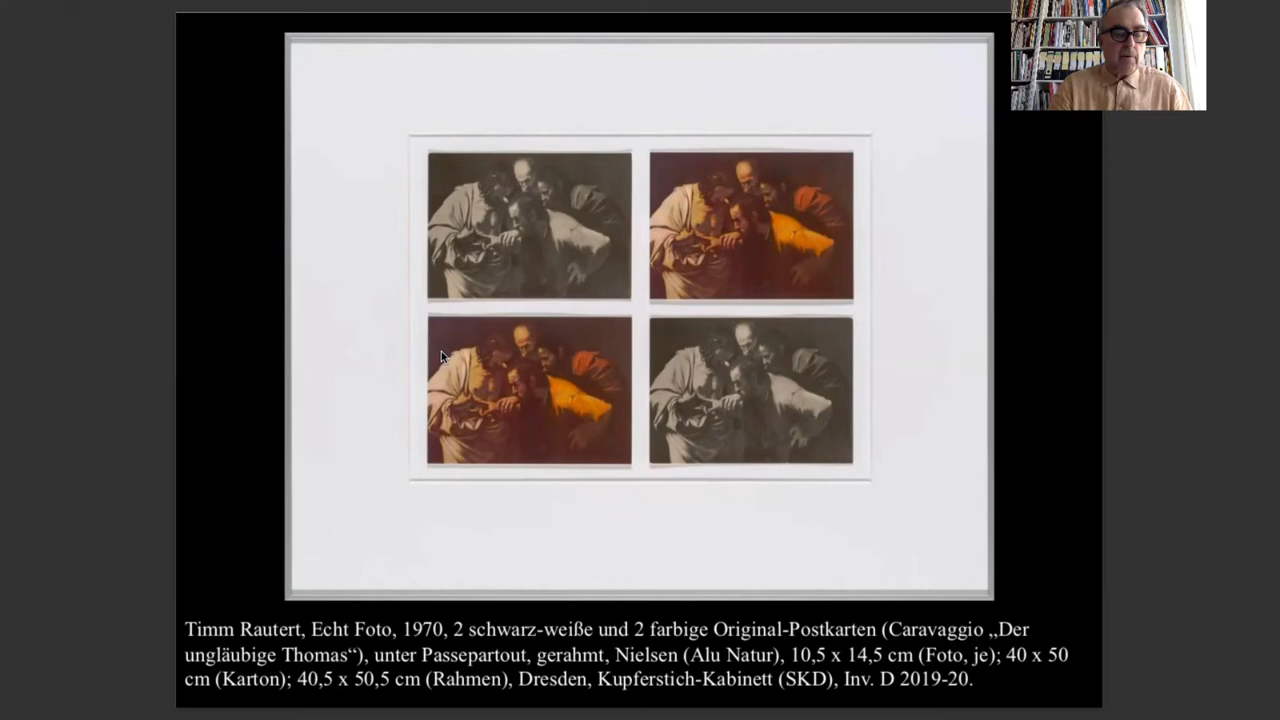 Timm Rautert, Echt Foto, 1970, 2 schwarz-weiße und 2 farbige Original-Postkarten (Caravaggio „Der
ungläubige Thomas“), unter Passepartout, gerahmt, Nielsen (Alu Natur), 10,5 x 14,5 cm (Foto, je); 40 x 50
cm (Karton); 40,5 x 50,5 cm (Rahmen), Dresden, Kupferstich-Kabinett (SKD), Inv. D 2019-20.